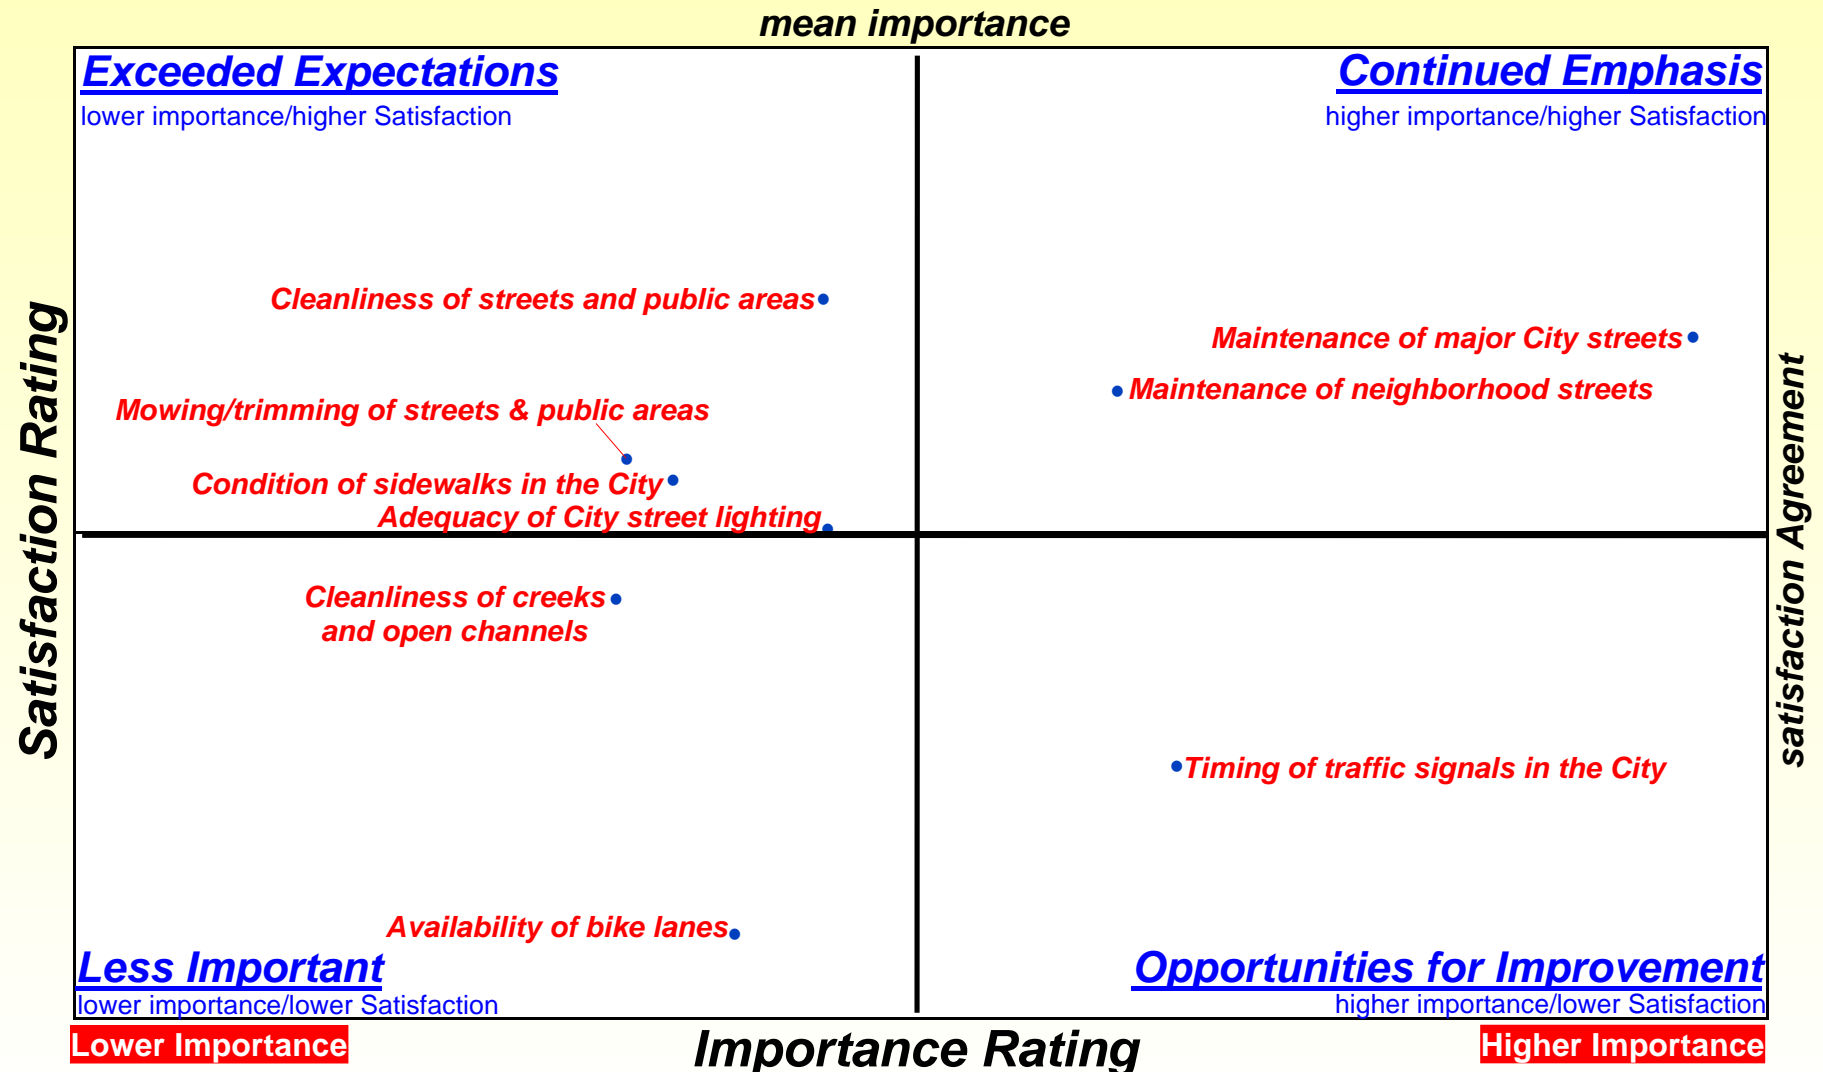 mean importance
Exceeded Expectations
lower importance/higher Satisfaction
Continued Emphasis
higher importance/higher Satisfaction
Cleanliness of streets and public areas
Maintenance of major City streets
Maintenance of neighborhood streets
Mowing/trimming of streets & public areas
Condition of sidewalks in the City
Adequacy of City street lighting
Satisfaction Rating
satisfaction Agreement
Cleanliness of creeks
and open channels
Timing of traffic signals in the City
Availability of bike lanes
Less Important
lower importance/lower Satisfaction
Opportunities for Improvement
higher importance/lower Satisfaction
Lower Importance
Importance Rating
Higher Importance